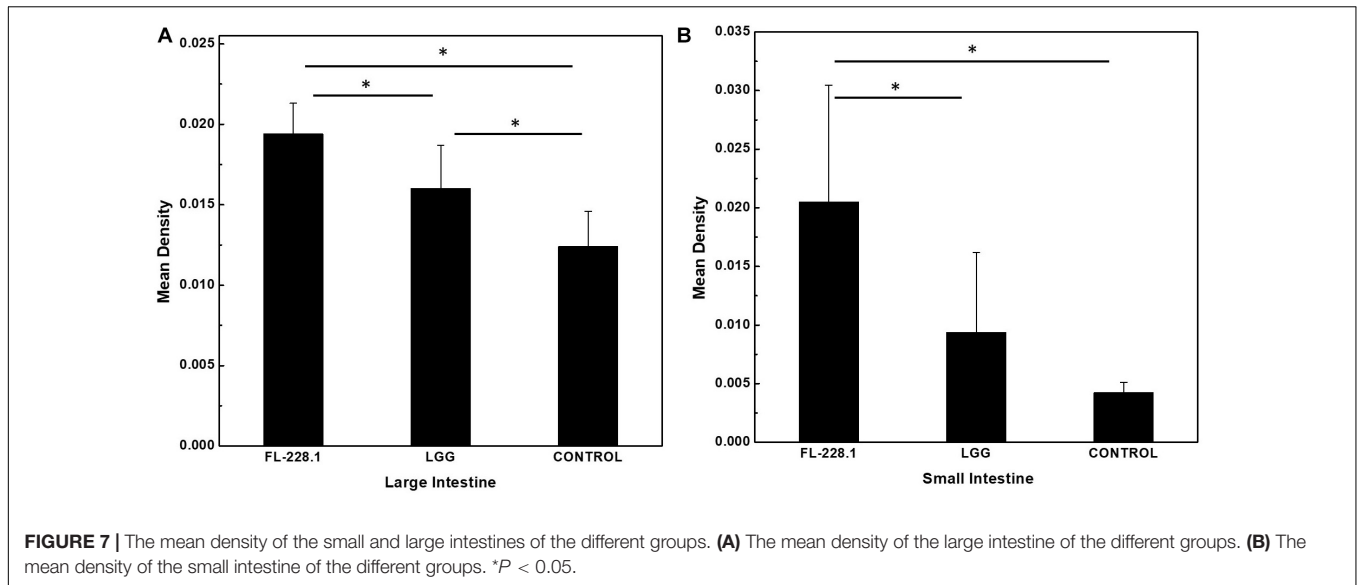 A
0.025
*
*
0.020
*
Mean Density
0.015
0.010
0.005
0.000
FL-228.1 LGG CONTROL
Large Intestine
B
0.035
*
0.030
*
0.025
Mean Density
0.020
0.015
0.010
0.005
0.000
FL-228.1 LGG CONTROL
Small Intestine
FIGURE 7 | The mean density of the small and large intestines of the different groups. (A) The mean density of the large intestine of the different groups. (B) The
mean density of the small intestine of the different groups. *P < 0.05.